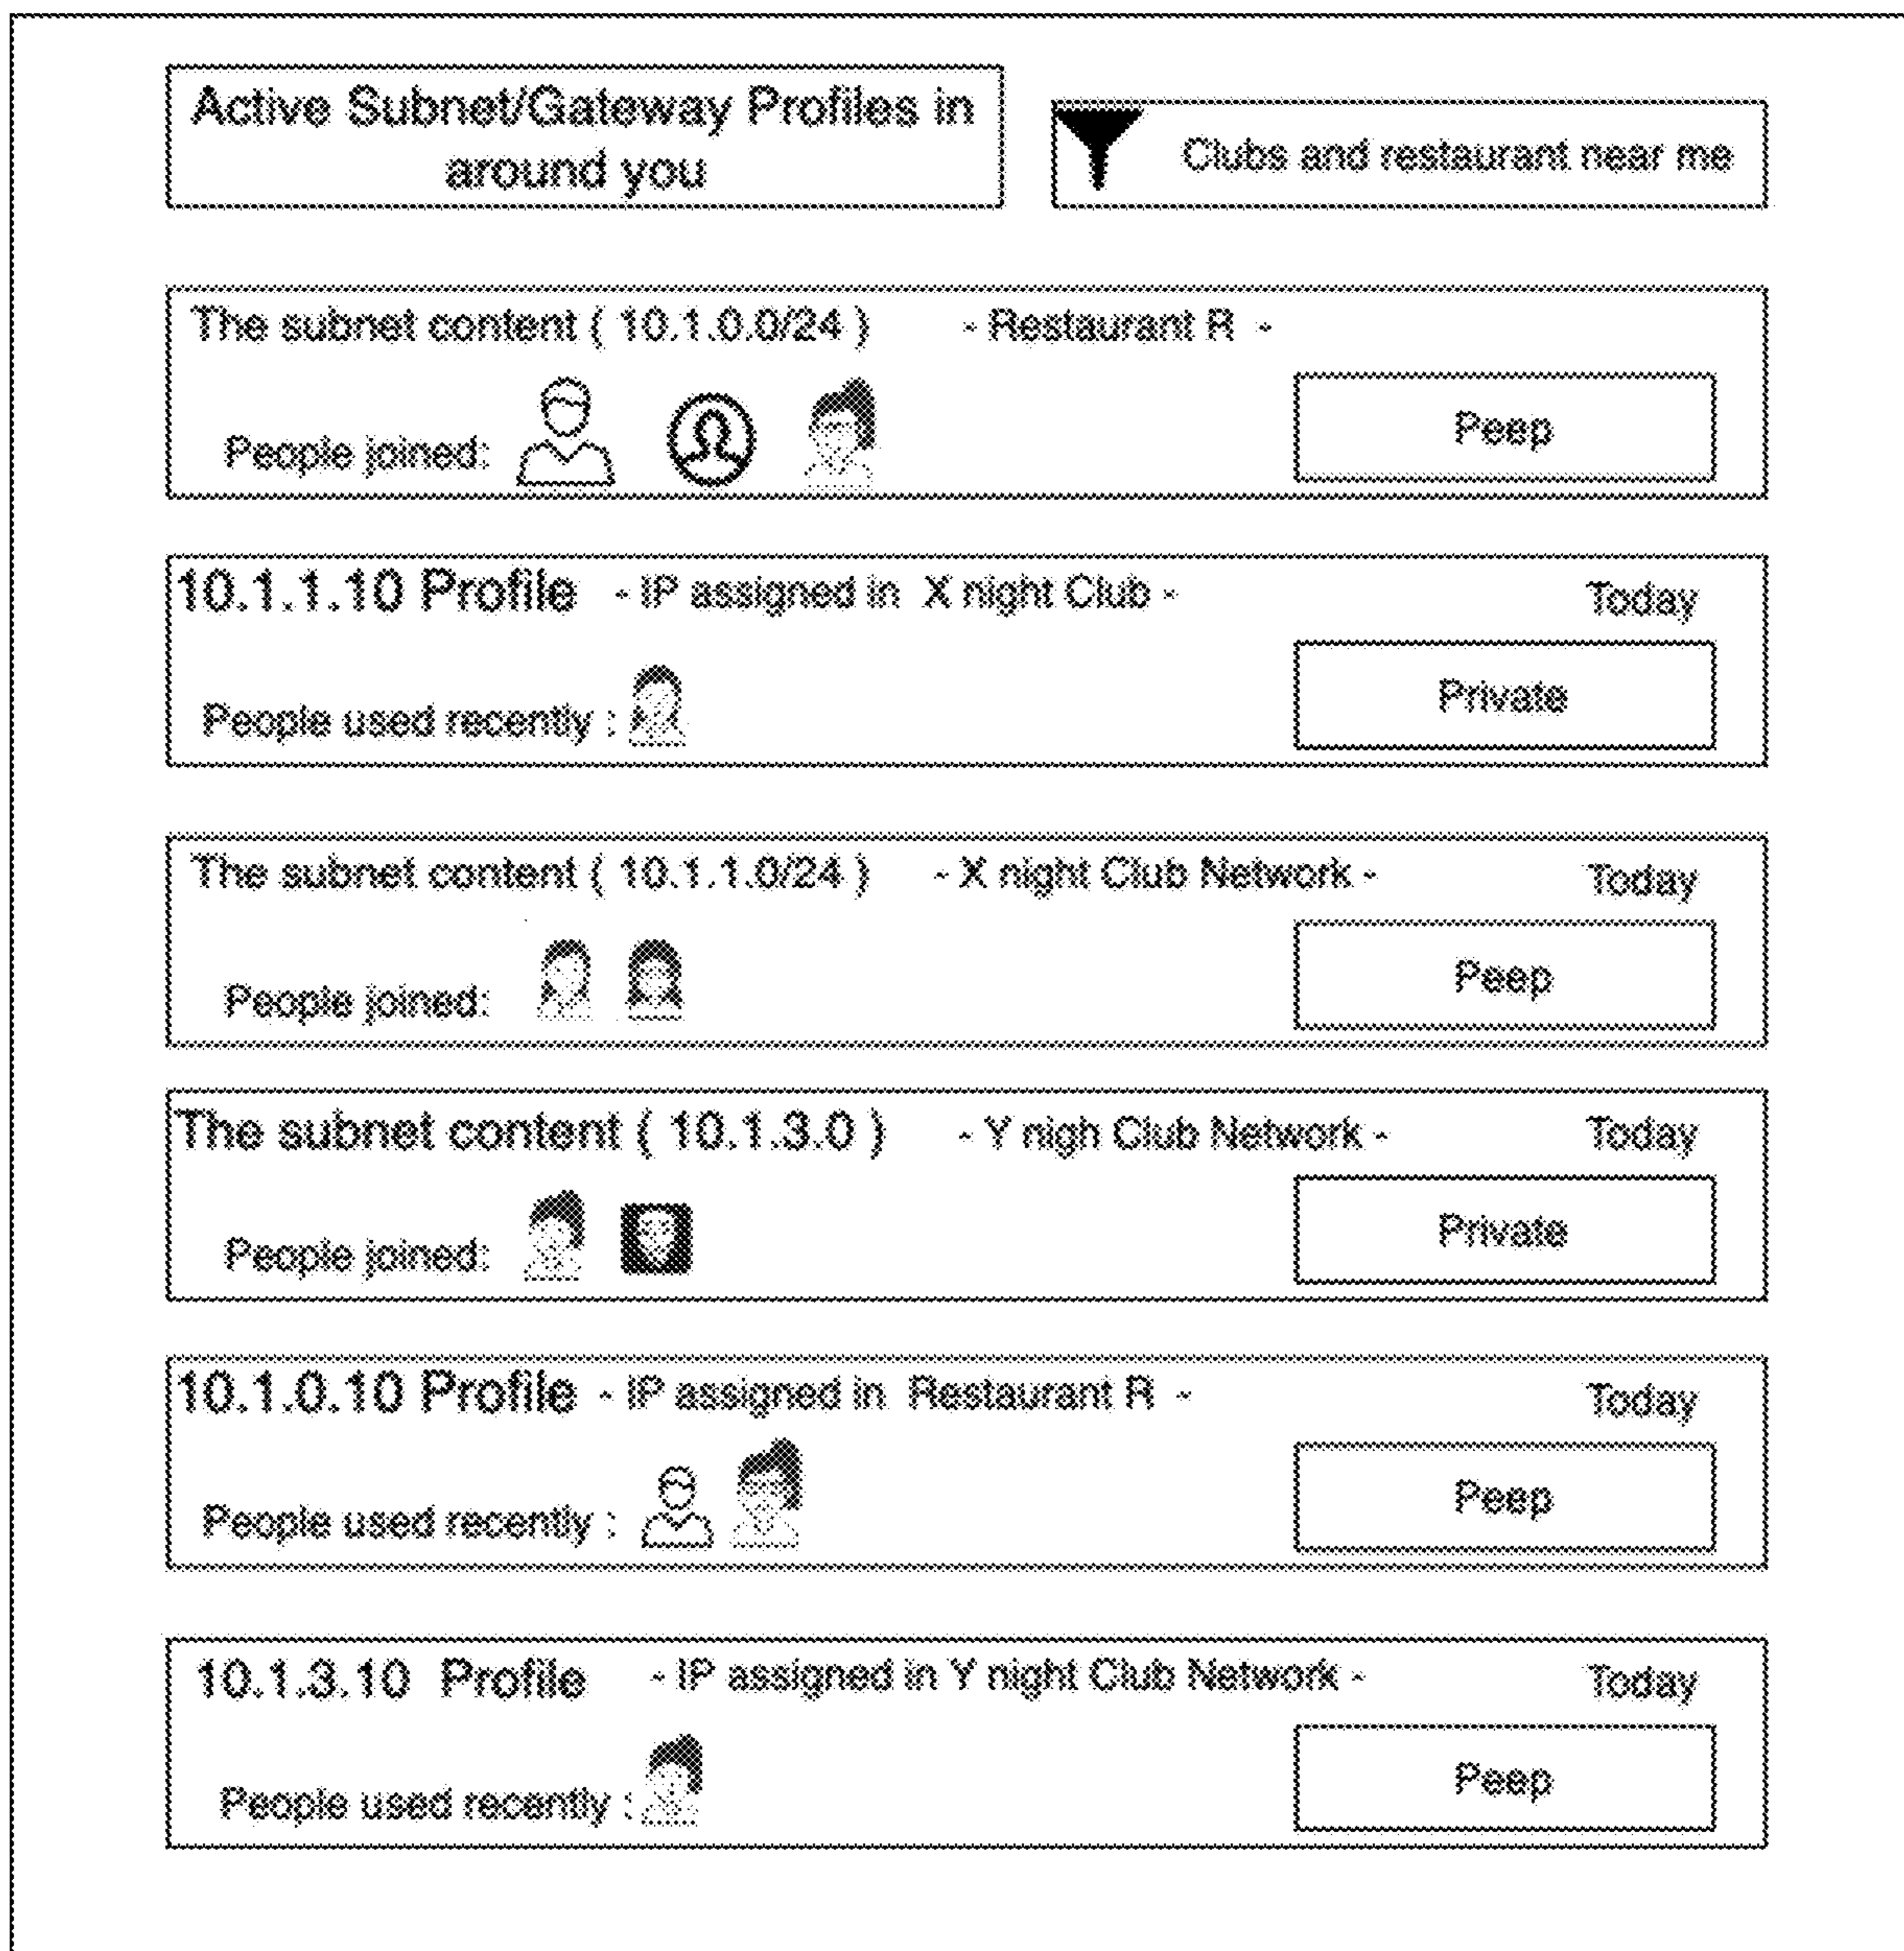 Active Subnet/Gateway Profiles in
around you
Clubs and restaurant near me
The subnet content ( 10.1.0.0/24 ) - Restaurant R -
People joined:
Peep
10.1.1.10 Profile - IP assigned in X night Club - Today
People used recently :
Private
The subnet content ( 10.1.1.0/24 ) - X night Club Network - Today
People joined:
Peep
The subnet content ( 10.1.3.0 ) - Y nigh Club Network - Today
People joined:
Private
10.1.0.10 Profile - IP assigned in Restaurant R - Today
People used recently :
Peep
10.1.3.10 Profile - IP assigned in Y night Club Network - Today
People used recently :
Peep